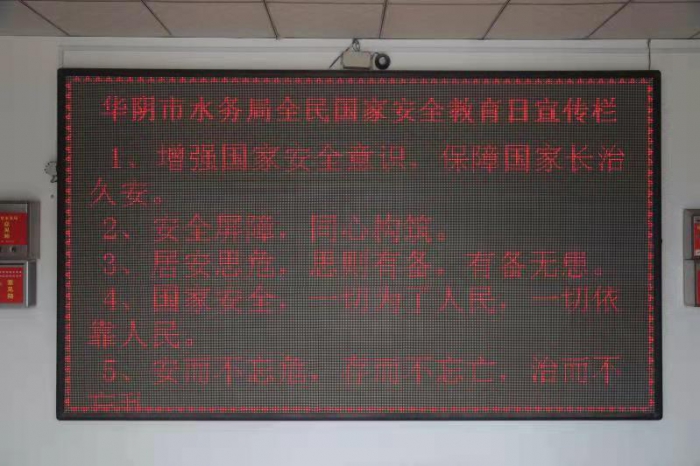 华阴市水务局全民国家安全教育日宣传栏
1、增强国家安全意识，保障国家长治
久安。
2、安全屏障，同心构筑。
3、居安思危，思则有备，有备无患。
4、国家安全，一切为了人民，一切依
靠人民。
5、安而不忘危，存而不忘亡，治而不